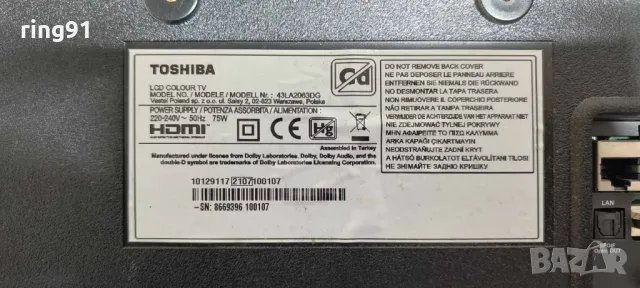 ring91
TOSHIBA
LCD COLOUR TV
MODEL NO. / MODELE / MODELL Nr. : 43LA2063DG
Vestel Poland sp. z o.o. ul. Salsy 2, 02-823 Warszawa, Polska
POWER SUPPLY / POTENZA ASSORBITA / ALIMENTATION :
220-240V~ 50Hz 75W
HDMI
Pb
Hg
Assembled in Turkey
Manufactured under license from Dolby Laboratories. Dolby, Dolby Audio, and the
double-D symbol are trademarks of Dolby Laboratories Licensing Corporation.
10129117 2107 100107
-SN: 8669396 100107
DO NOT REMOVE BACK COVER
NE PAS DEPOSER LE PANNEAU ARRIERE
ENTFERNEN SIE NICHT DIE RÜCKWAND
NO DESMONTAR LA TAPA TRASERA
NON RIMUOVERE IL COPERCHIO POSTERIORE
NÃO RETIRAR A TAMPA TRASEIRA
VERWIJDER DE ACHTERZIJDE VAN HET APPARAAT NIET
NIE ZDEJMOWAĆ TYLNEJ POKRYWY
ΜΗΝ ΑΦΑΙΡΕΙΤΕ ΤΟ ΠΙΣΩ ΚΑΛΥΜΜΑ
ARKA KAPAĞI ÇIKARTMAYIN
NEODSTRAŇUJTE ZADNÍ KRYT
A HÁTSÓ BURKOLATOT ELTÁVOLÍTANI TILOS
НЕ ЗНИМАЙТЕ ЗАДНЮ КРИШКУ
LAN
SPDIF
OUT
BAZAR